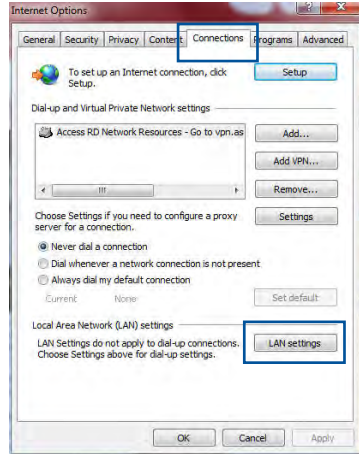 Internet Options
General Security Privacy Content Connections Programs Advanced
To set up an Internet connection, click
Setup.
Setup
Dial-up and Virtual Private Network settings
Access RD Network Resources - Go to vpn.as
Add...
Add VPN...
Remove...
Choose Settings if you need to configure a proxy
server for a connection.
Settings
Never dial a connection
Dial whenever a network connection is not present
Always dial my default connection
Current None
Set default
Local Area Network (LAN) settings
LAN Settings do not apply to dial-up connections.
Choose Settings above for dial-up settings.
LAN settings
OK Cancel Apply